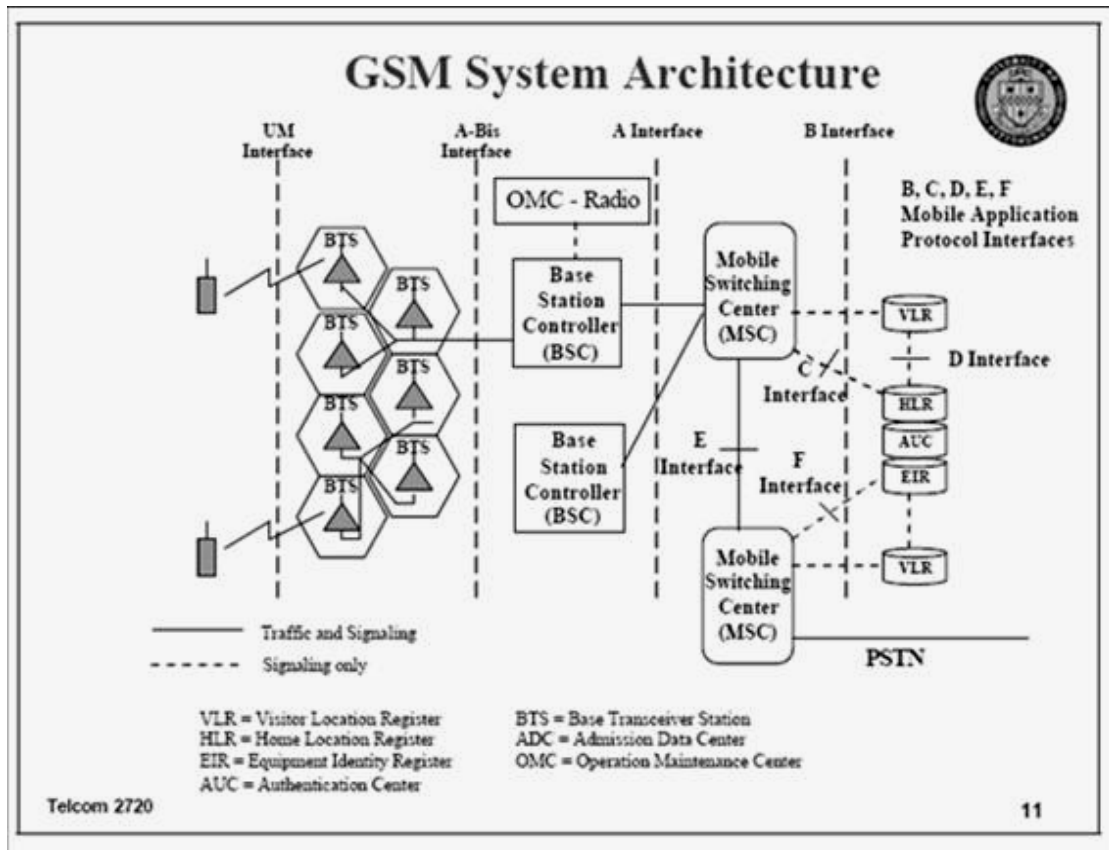 GSM System Architecture
UM
Interface
A-Bis
Interface
A Interface
B Interface
OMC - Radio
B, C, D, E, F
Mobile Application
Protocol Interfaces
BTS
BTS
BTS
BTS
BTS
BTS
BTS
Base
Station
Controller
(BSC)
Mobile
Switching
Center
(MSC)
VLR
D Interface
C
Interface
HLR
AUC
EIR
Base
Station
Controller
(BSC)
E
Interface
F
Interface
Mobile
Switching
Center
(MSC)
VLR
PSTN
Traffic and Signaling
Signaling only
VLR = Visitor Location Register
HLR = Home Location Register
EIR = Equipment Identity Register
AUC = Authentication Center
BTS = Base Transceiver Station
ADC = Admission Data Center
OMC = Operation Maintenance Center
Telcom 2720
11